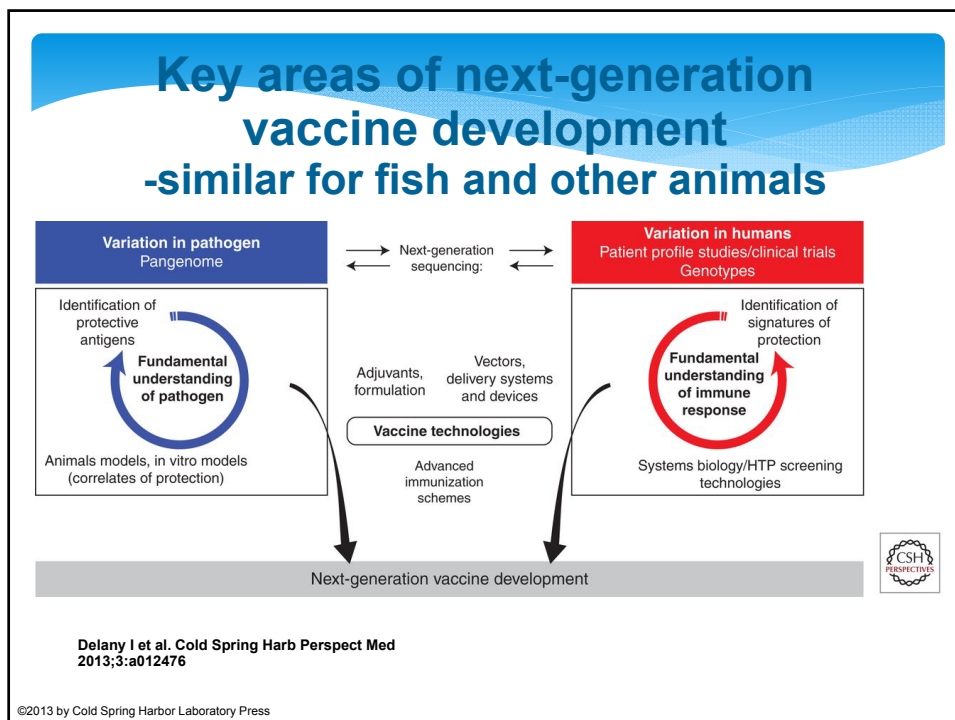 Key areas of next-generation
vaccine development
-similar for fish and other animals
Variation in pathogen
Pangenome
Next-generation
sequencing:
Variation in humans
Patient profile studies/clinical trials
Genotypes
Identification of
protective
antigens
Fundamental
understanding
of pathogen
Animals models, in vitro models
(correlates of protection)
Adjuvants,
formulation
Vectors,
delivery systems
and devices
Vaccine technologies
Advanced
immunization
schemes
Identification of
signatures of
protection
Fundamental
understanding
of immune
response
Systems biology/HTP screening
technologies
Next-generation vaccine development
CSH
PERSPECTIVES
Delany I et al. Cold Spring Harb Perspect Med
2013;3:a012476
©2013 by Cold Spring Harbor Laboratory Press